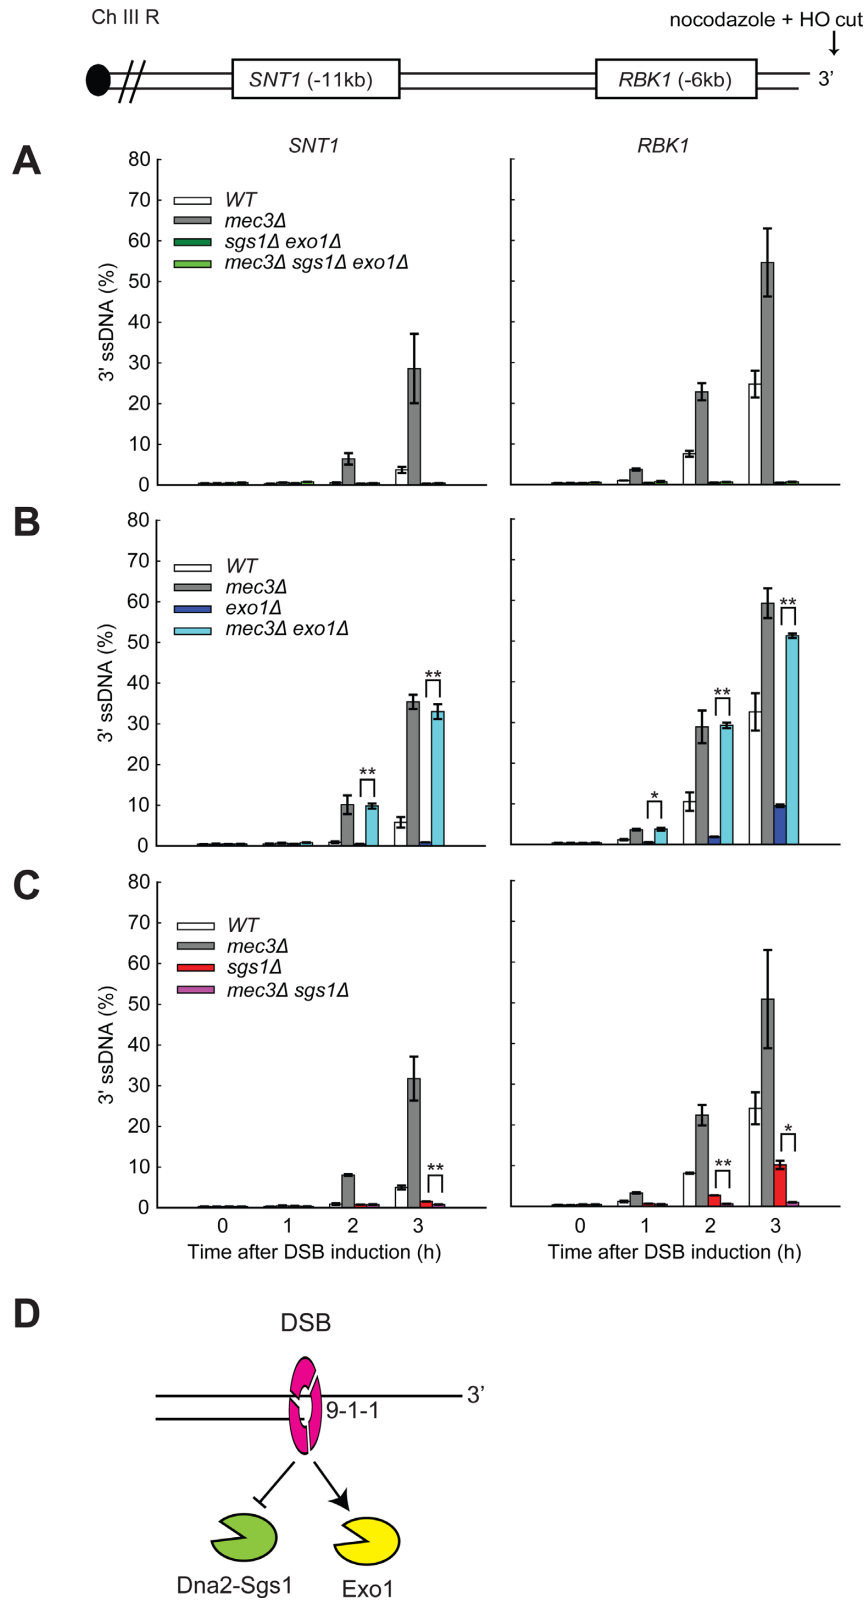 Ch III R
nocodazole + HO cut
SNT1 (-11kb)
RBK1 (-6kb)
3’
A
SNT1
RBK1
80
70
60
50
40
30
20
10
0
3' ssDNA (%)
WT
mec3Δ
sgs1Δ exo1Δ
mec3Δ sgs1Δ exo1Δ
B
80
70
60
50
40
30
20
10
0
3' ssDNA (%)
WT
mec3Δ
exo1Δ
mec3Δ exo1Δ
**
**
*
**
**
C
80
70
60
50
40
30
20
10
0
3' ssDNA (%)
WT
mec3Δ
sgs1Δ
mec3Δ sgs1Δ
**
**
*
0 1 2 3
0 1 2 3
Time after DSB induction (h)
Time after DSB induction (h)
D
DSB
3’
9-1-1
Dna2-Sgs1
Exo1